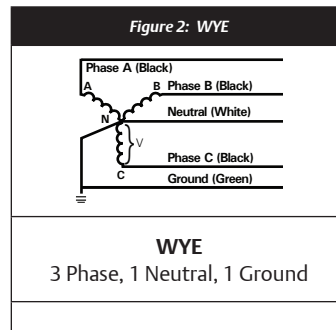 Figure 2: WYE
Phase A (Black)
A
B Phase B (Black)
Neutral (White)
N
V
Phase C (Black)
C
Ground (Green)
WYE
3 Phase, 1 Neutral, 1 Ground